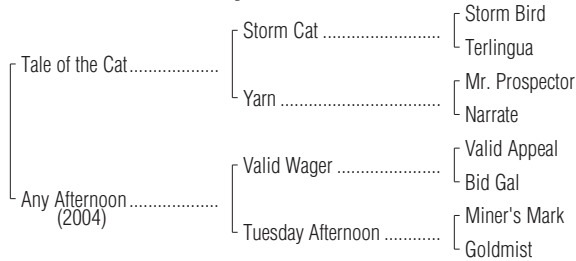 Storm Bird
Storm Cat ........................
Terlingua
Tale of the Cat...................
Mr. Prospector
Yarn .................................
Narrate
Valid Appeal
Valid Wager .....................
Bid Gal
Any Afternoon ..................
(2004)
Miner's Mark
Tuesday Afternoon ...........
Goldmist